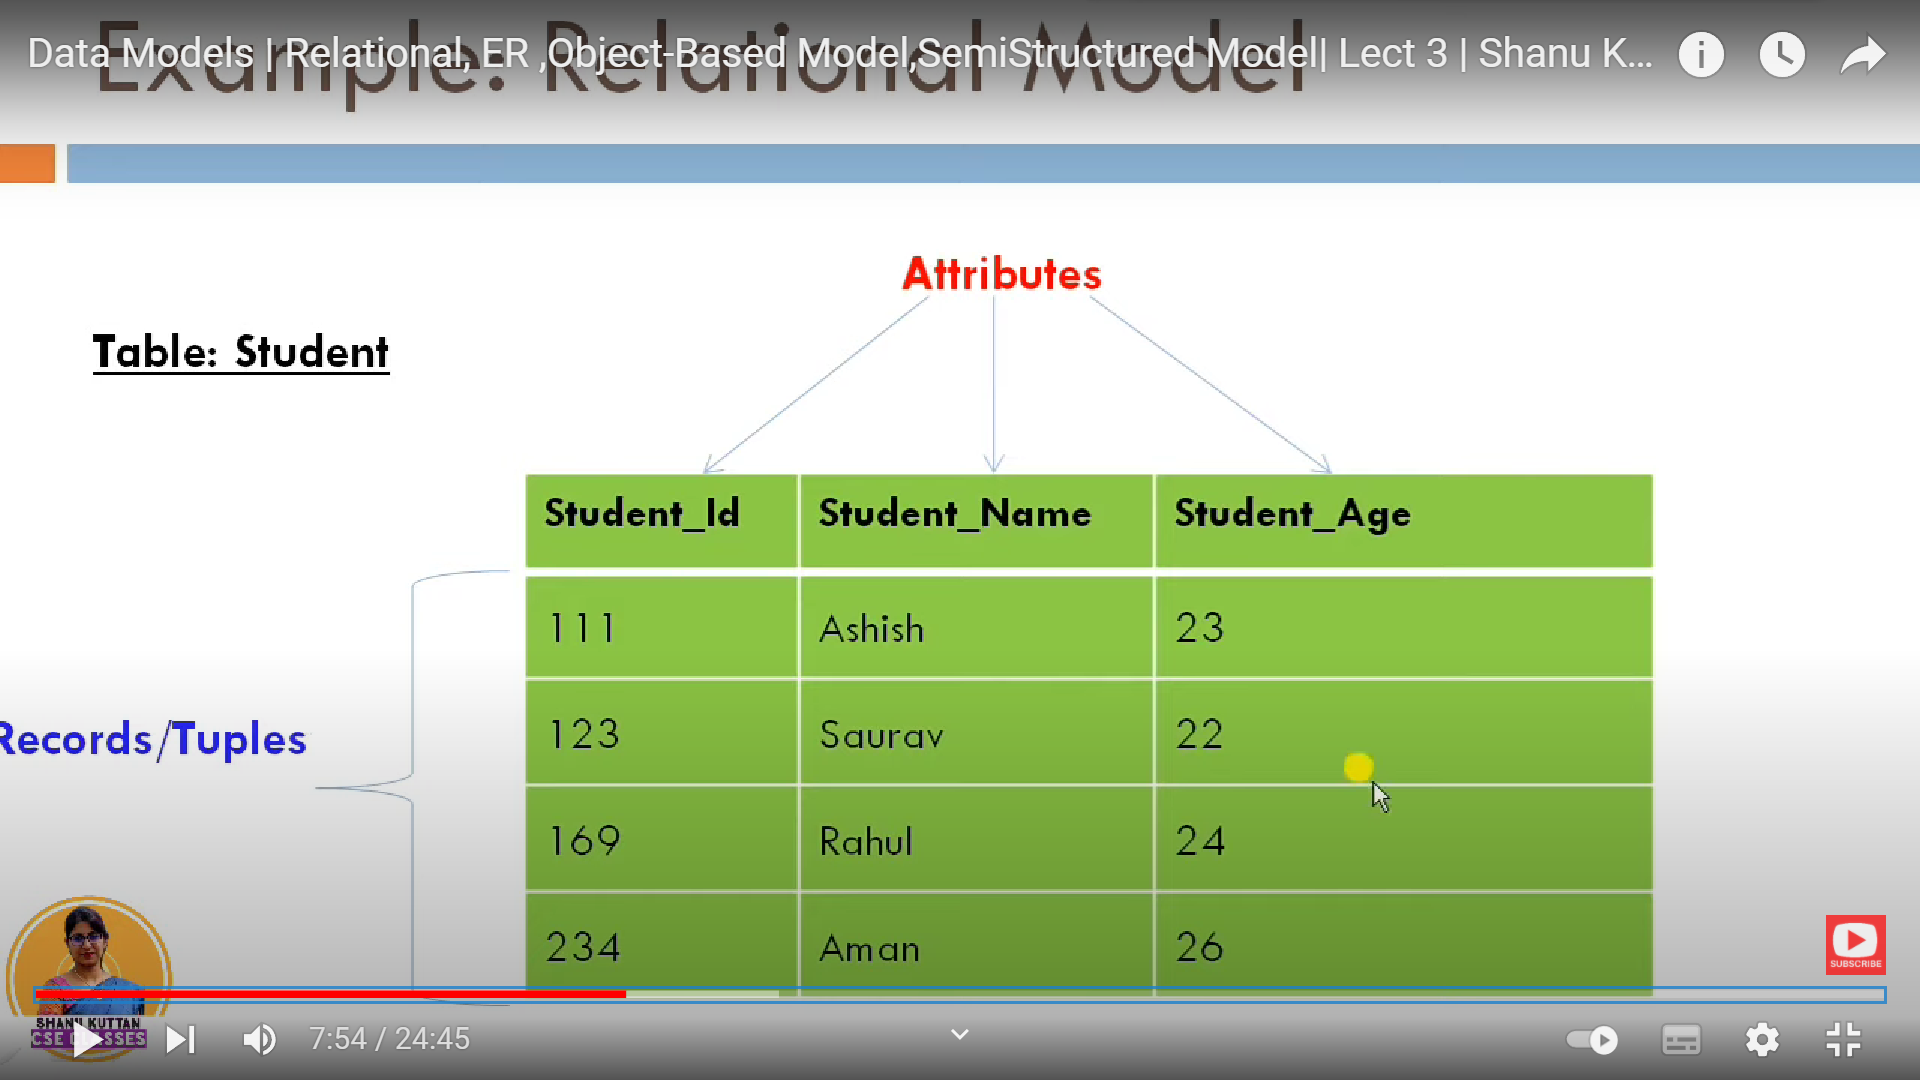 Data Models | Relational, ER ,Object-Based Model,SemiStructured Model| Lect 3 | Shanu K...
Example: Relational Model
Attributes
Table: Student
Student_Id Student_Name Student_Age
111 Ashish 23
123 Saurav 22
Records/Tuples
169 Rahul 24
234 Aman 26
SUBSCRIBE
SHANU KUTTAN
CSE CLASSES
7:54 / 24:45